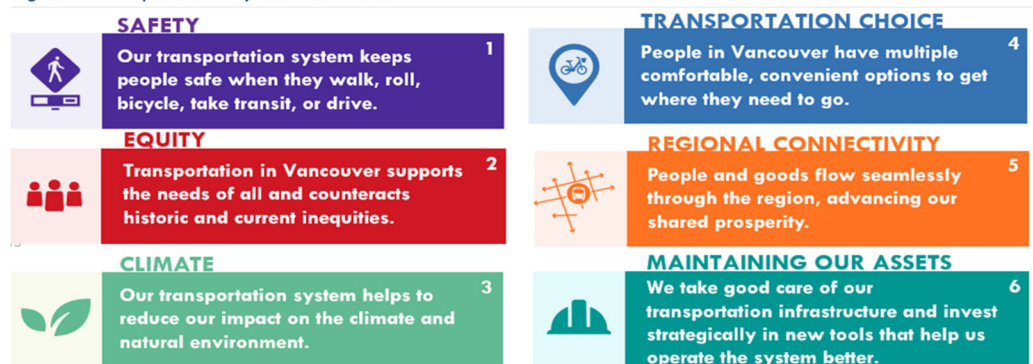 SAFETY
1
Our transportation system keeps
people safe when they walk, roll,
bicycle, take transit, or drive.
EQUITY
2
Transportation in Vancouver supports
the needs of all and counteracts
historic and current inequities.
CLIMATE
3
Our transportation system helps to
reduce our impact on the climate and
natural environment.
TRANSPORTATION CHOICE
4
People in Vancouver have multiple
comfortable, convenient options to get
where they need to go.
REGIONAL CONNECTIVITY
5
People and goods flow seamlessly
through the region, advancing our
shared prosperity.
MAINTAINING OUR ASSETS
6
We take good care of our
transportation infrastructure and invest
strategically in new tools that help us
operate the system better.